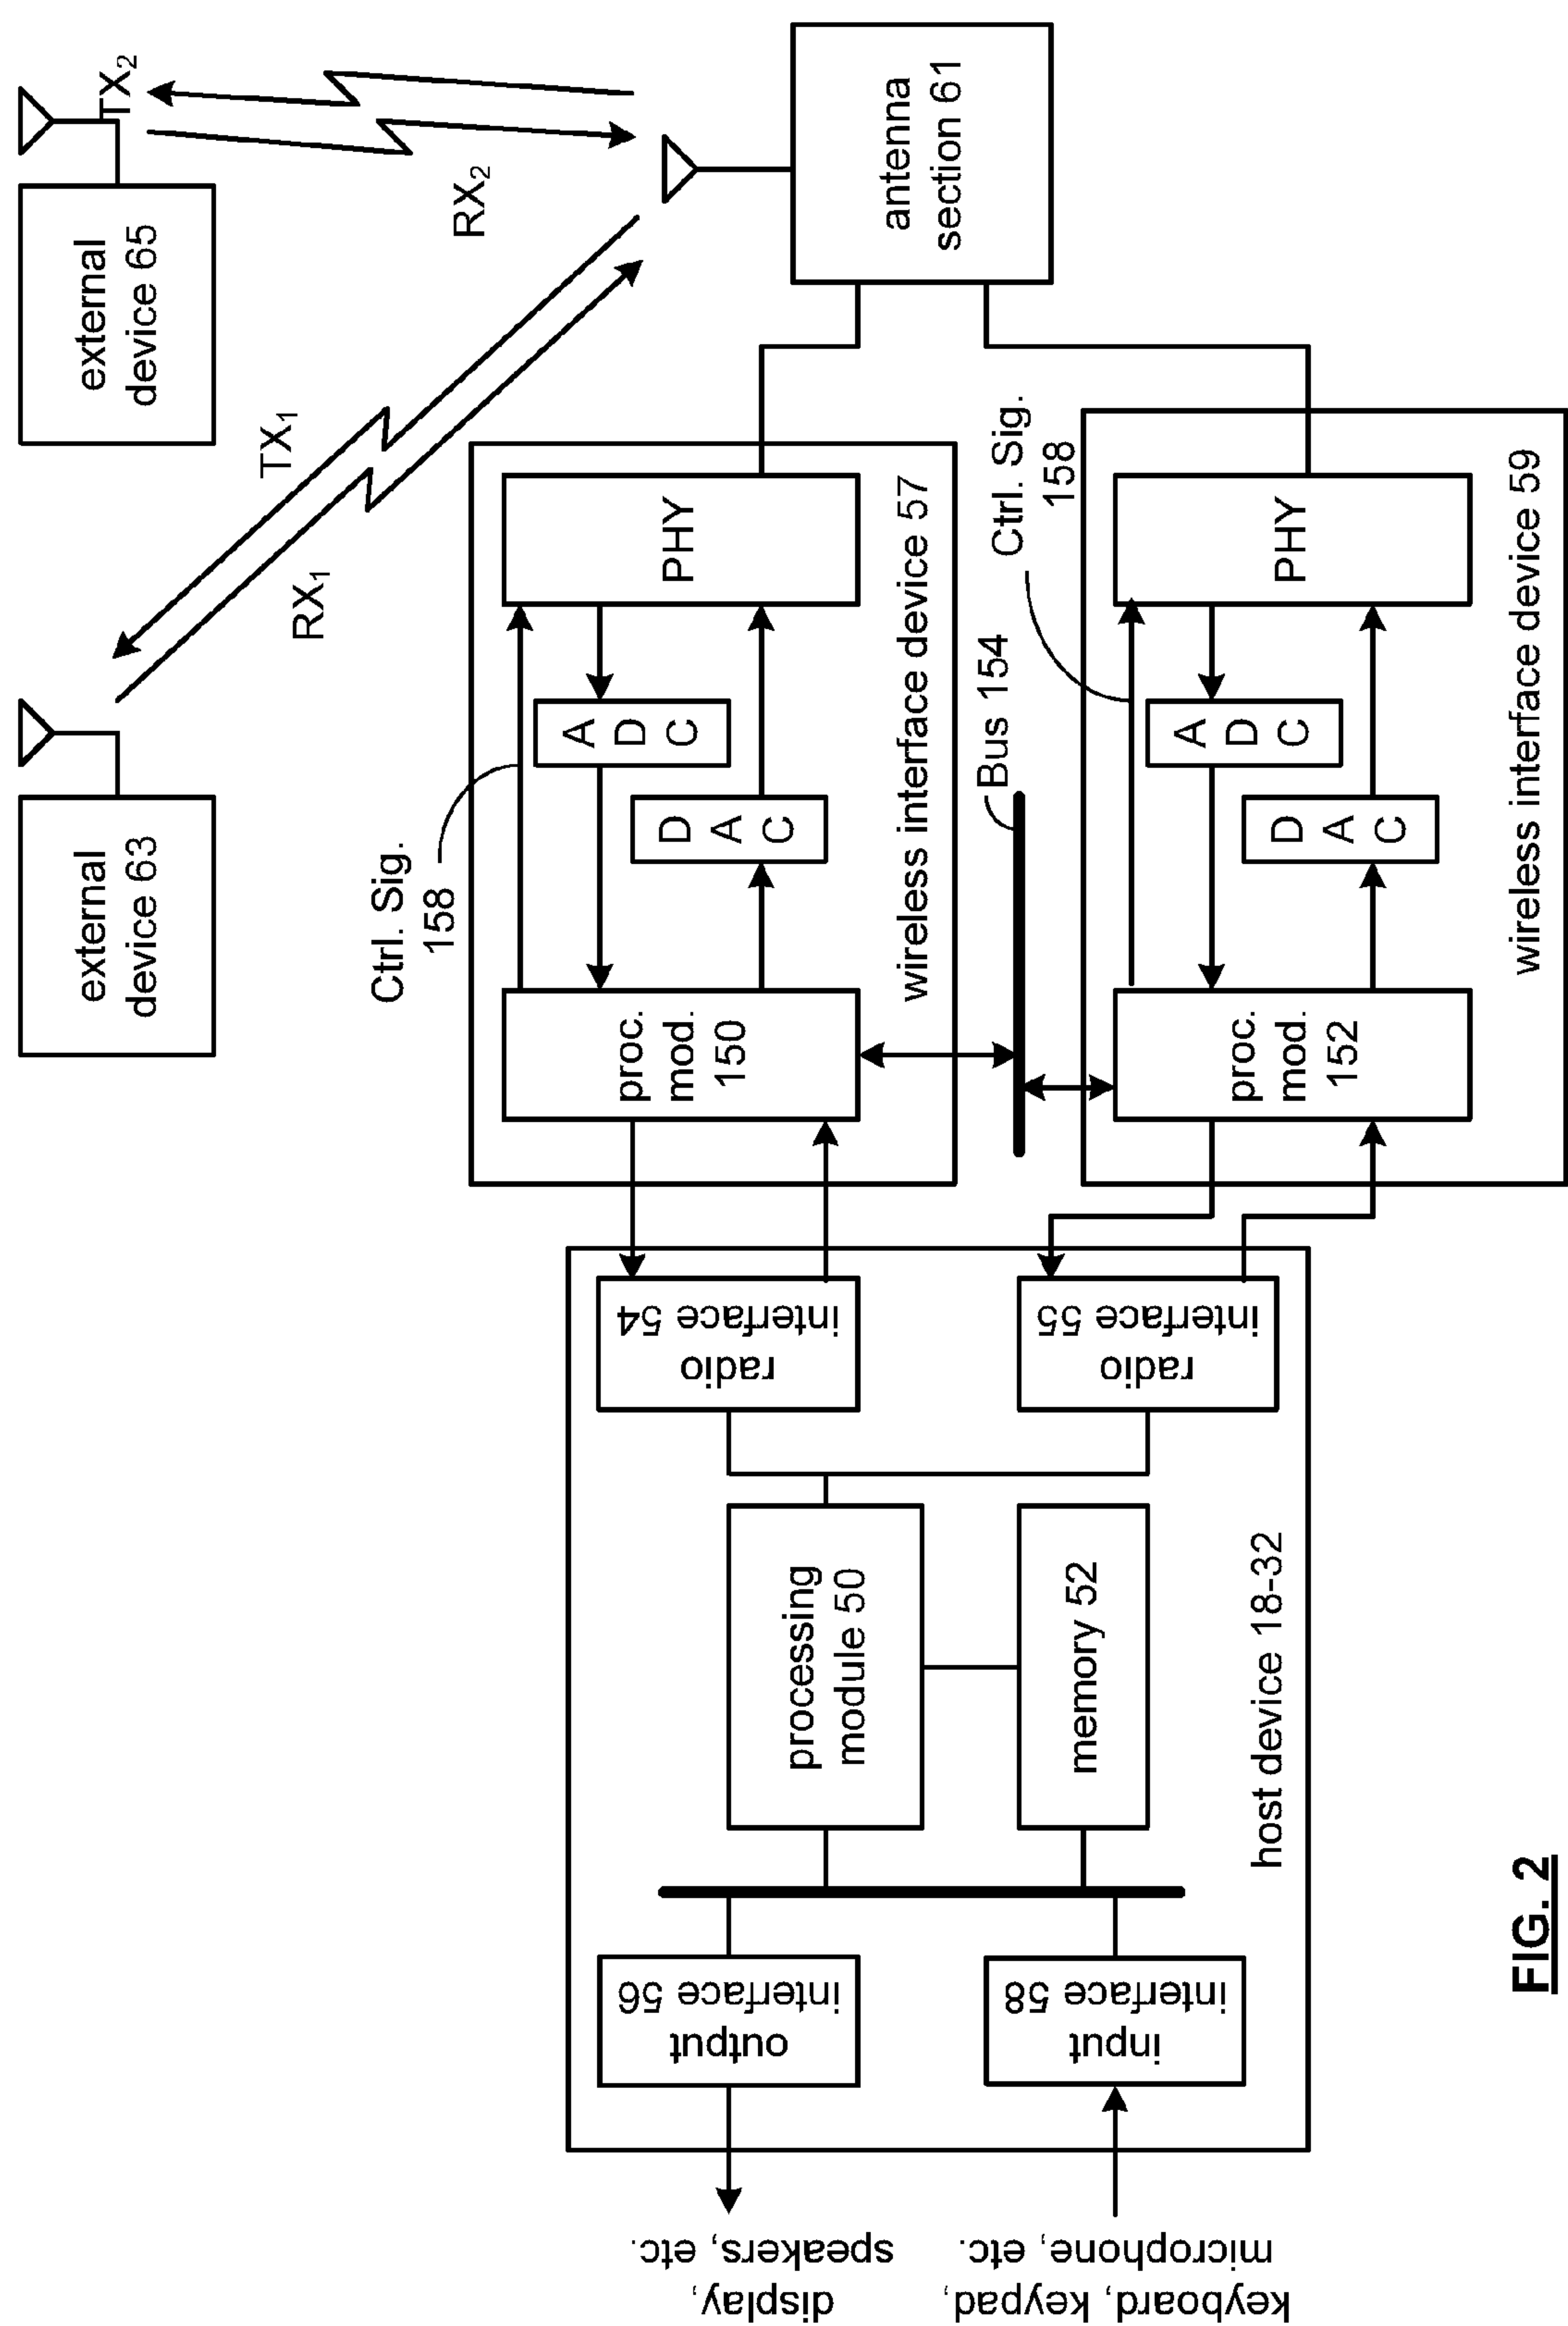 external
device 63
external
device 65
TX2
RX2
TX1
RX1
antenna
section 61
Ctrl. Sig.
158
PHY
A
D
C
D
A
C
proc.
mod.
150
wireless interface device 57
Bus 154
Ctrl. Sig.
158
PHY
A
D
C
D
A
C
proc.
mod.
152
wireless interface device 59
radio
interface 54
radio
interface 55
processing
module 50
memory 52
output
interface 56
input
interface 58
host device 18-32
display,
speakers, etc.
keyboard, keypad,
microphone, etc.
FIG. 2